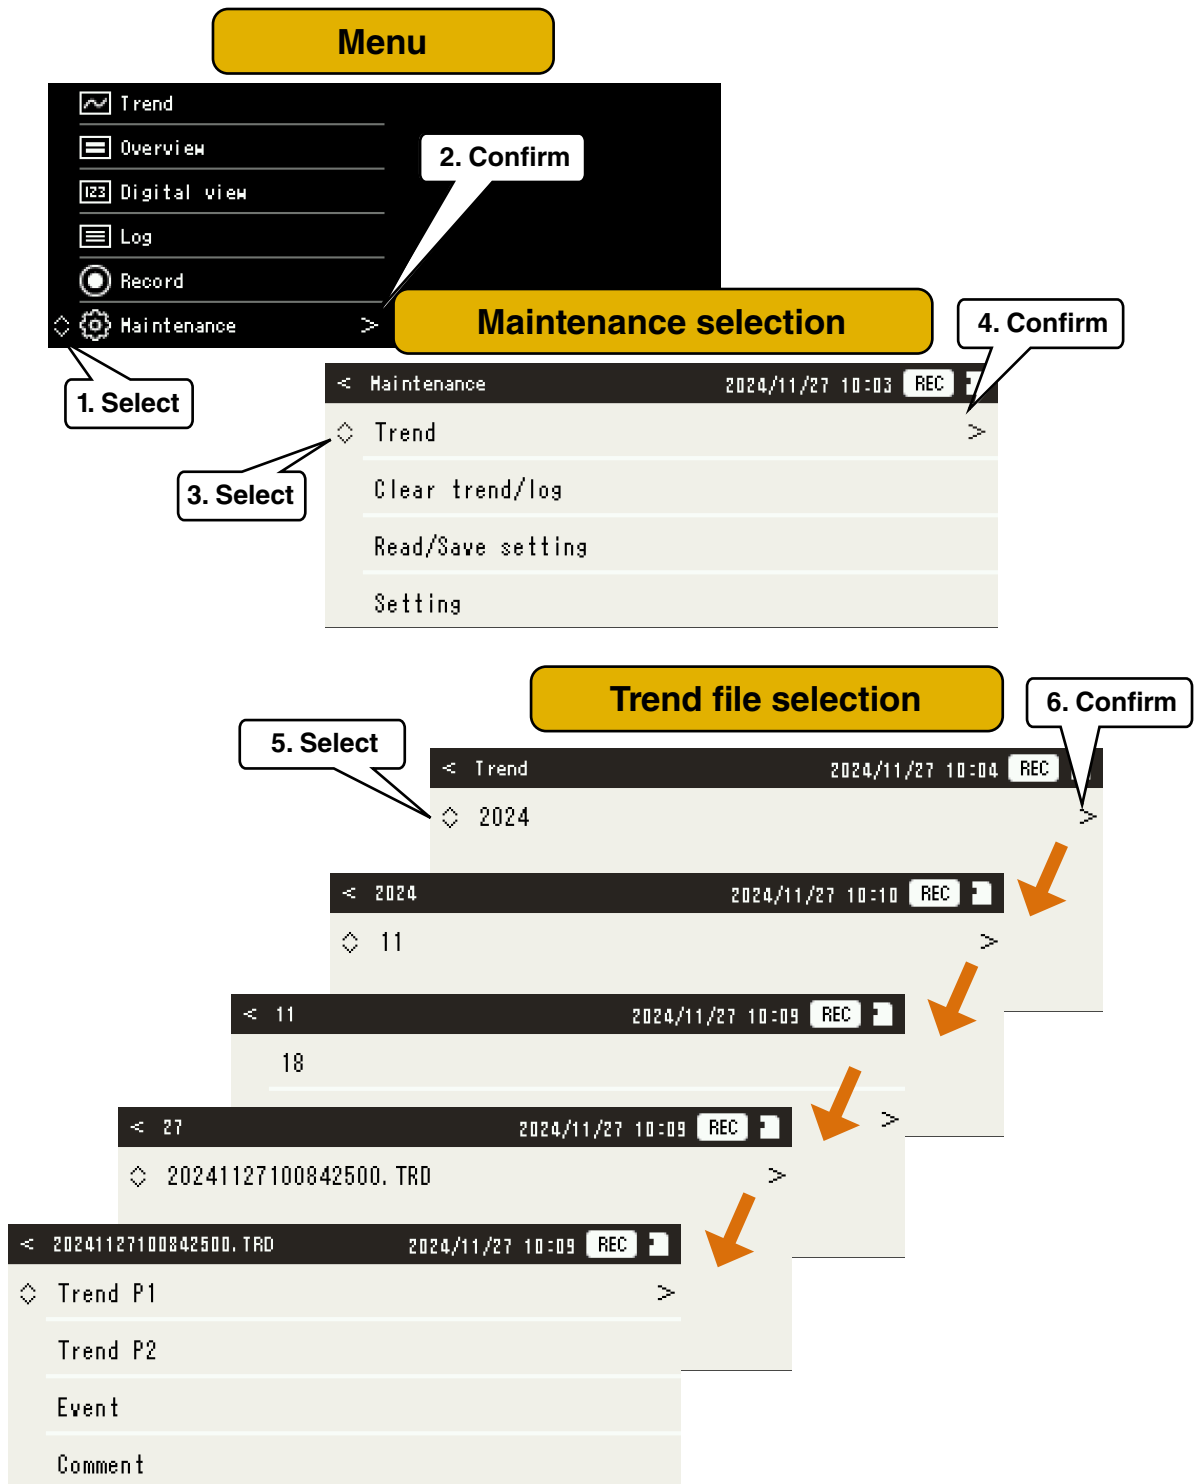 Menu
Trend
Overview
2. Confirm
123 Digital view
Log
Record
Maintenance >
Maintenance selection
4. Confirm
1. Select
< Maintenance 2024/11/27 10:03 REC
Trend >
3. Select
Clear trend/log
Read/Save setting
Setting
Trend file selection
6. Confirm
5. Select
< Trend 2024/11/27 10:04 REC
2024 >
< 2024 2024/11/27 10:10 REC
11 >
< 11 2024/11/27 10:09 REC
18
>
< 27 2024/11/27 10:09 REC
20241127100842500.TRD >
< 20241127100842500.TRD 2024/11/27 10:09 REC
Trend P1 >
Trend P2
Event
Comment